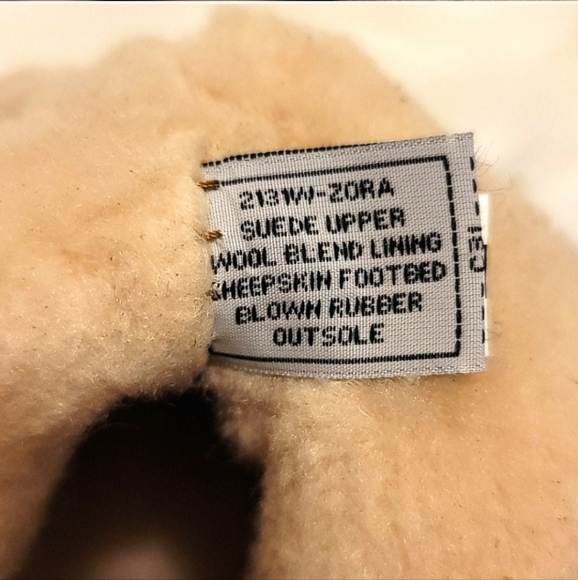 2131W-ZORA
SUEDE UPPER
WOOL BLEND LINING
SHEEPSKIN FOOTBED
BLOWN RUBBER
OUTSOLE